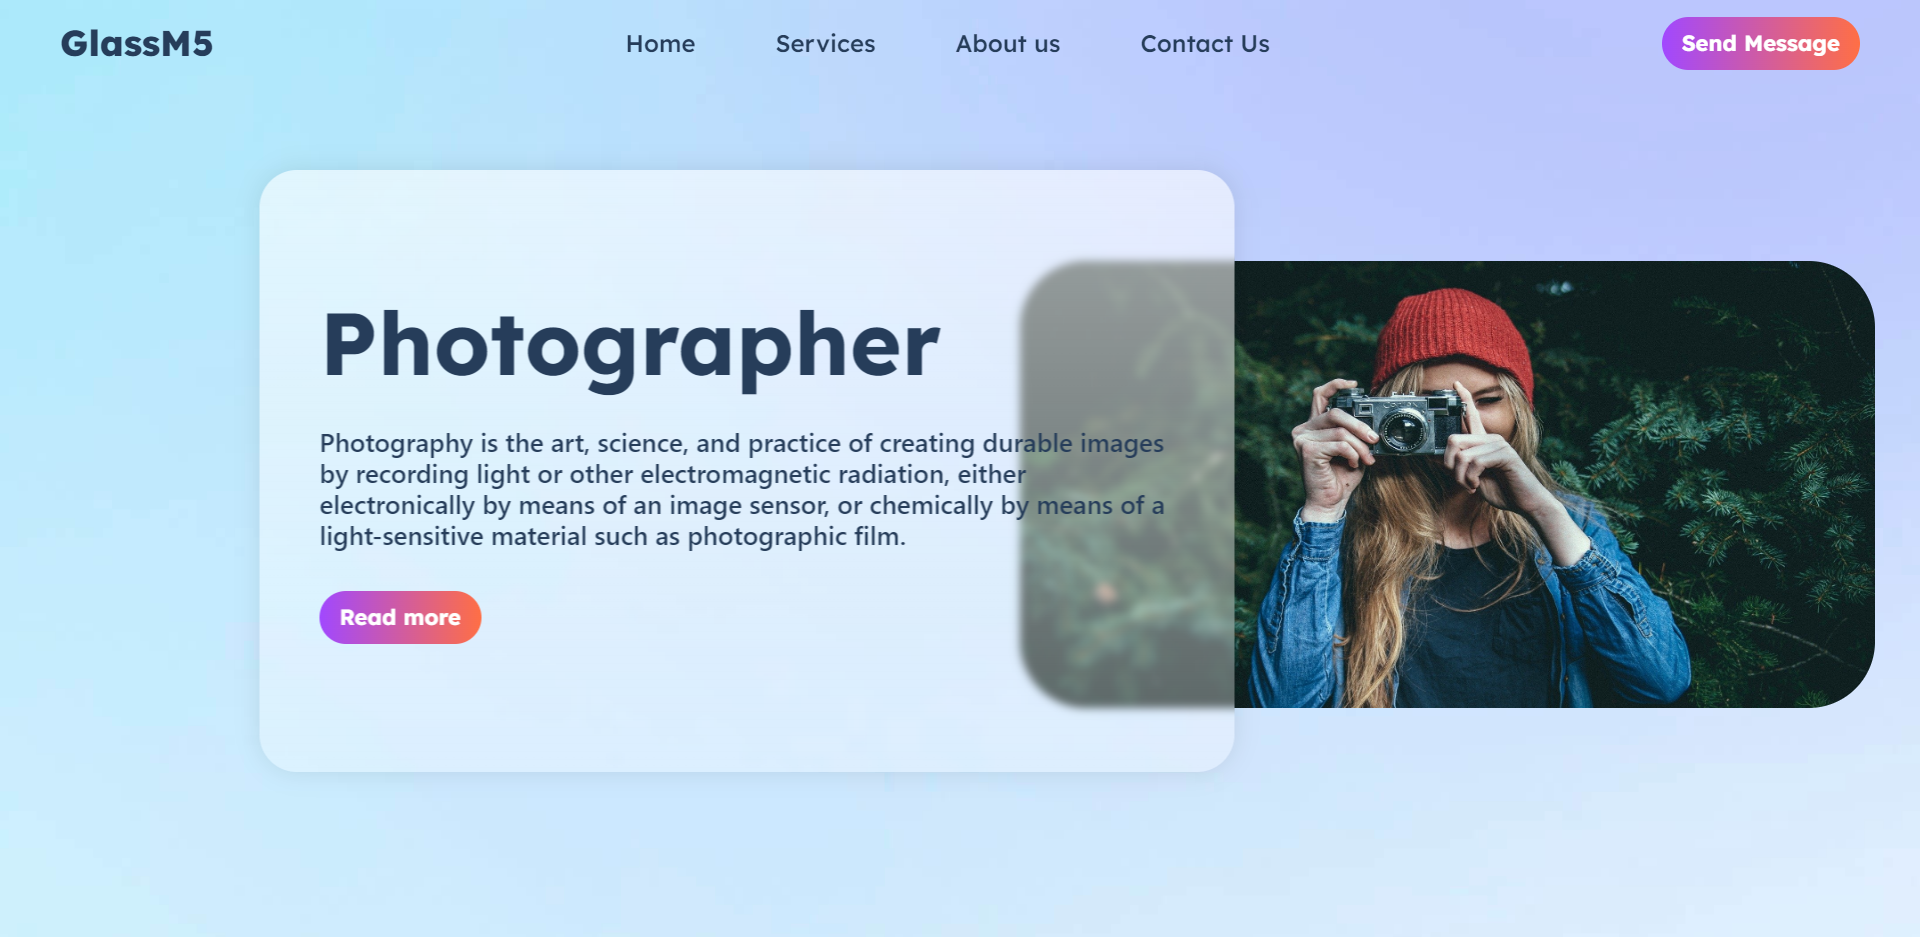 GlassM5
Home
Services
About us
Contact Us
Send Message
Photographer
Photography is the art, science, and practice of creating durable images
by recording light or other electromagnetic radiation, either
electronically by means of an image sensor, or chemically by means of a
light-sensitive material such as photographic film.
Read more